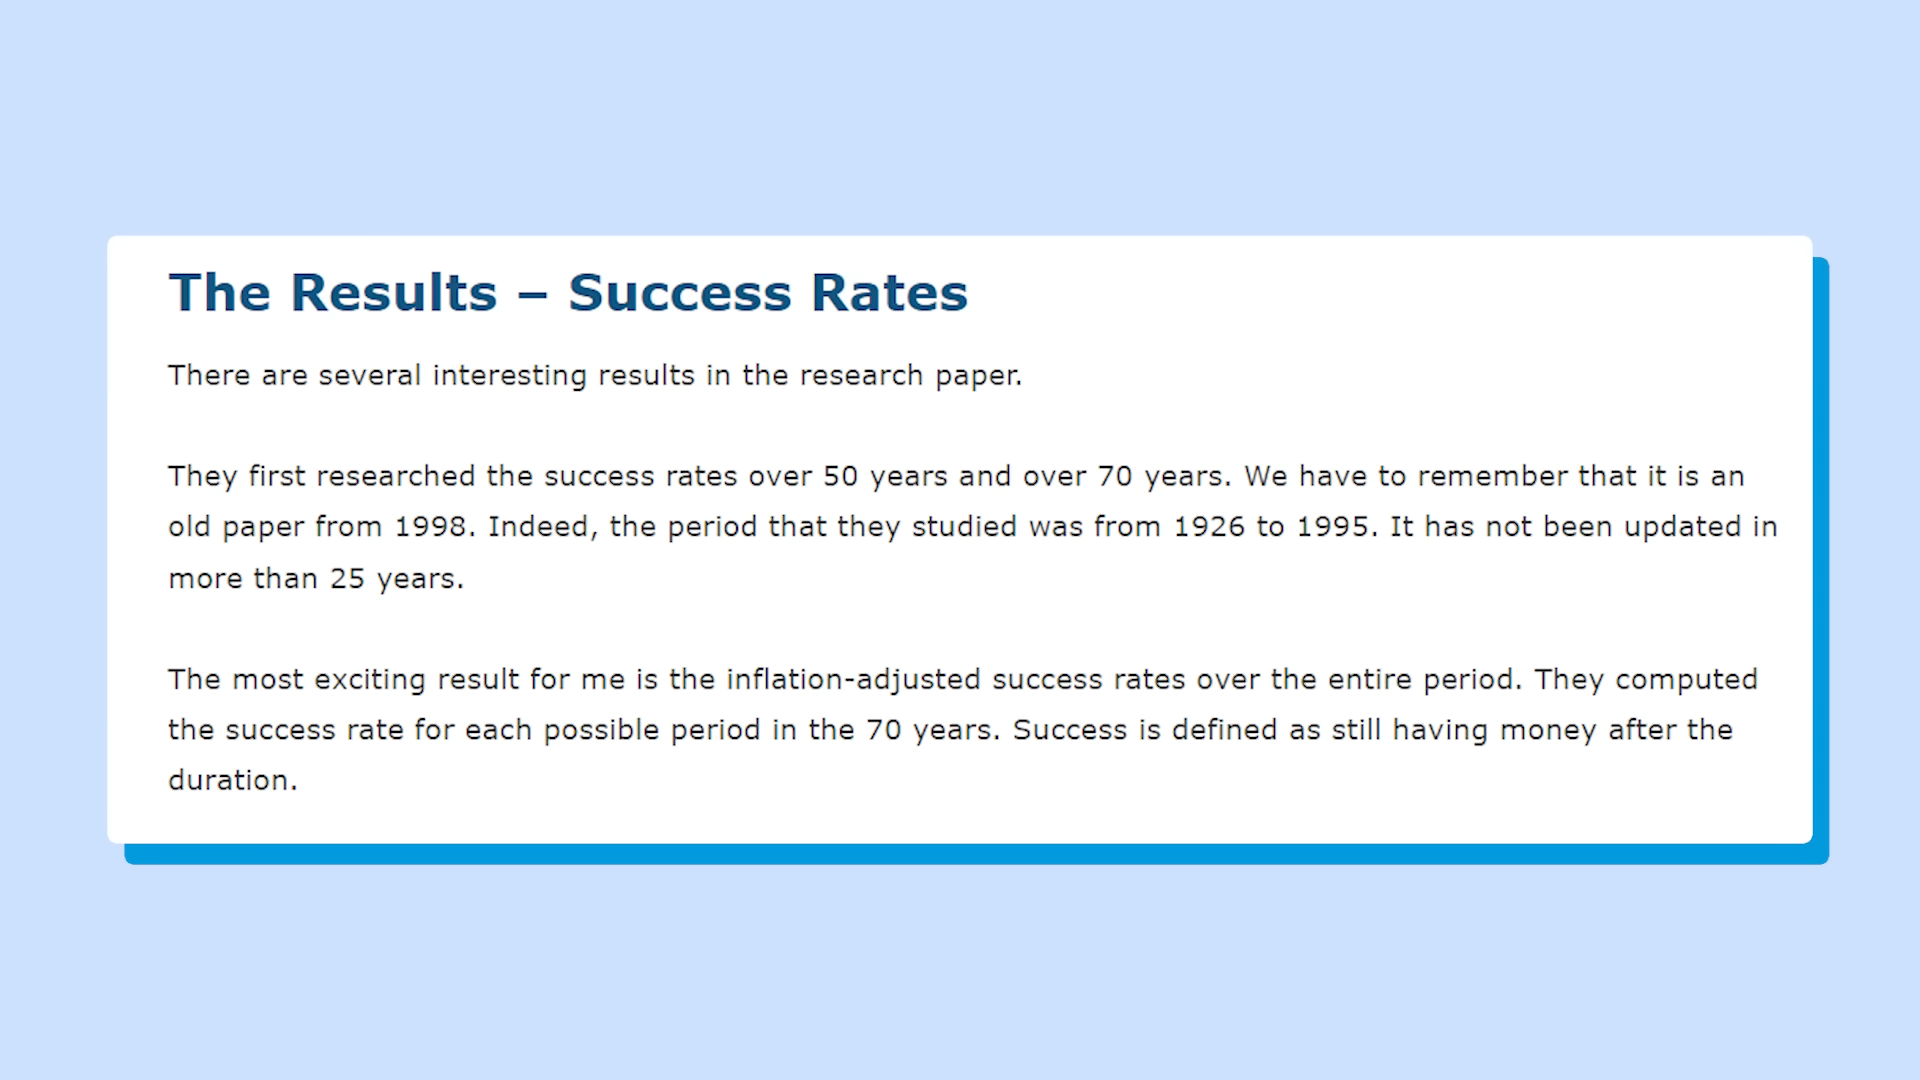 The Results – Success Rates
There are several interesting results in the research paper.
They first researched the success rates over 50 years and over 70 years. We have to remember that it is an
old paper from 1998. Indeed, the period that they studied was from 1926 to 1995. It has not been updated in
more than 25 years.
The most exciting result for me is the inflation-adjusted success rates over the entire period. They computed
the success rate for each possible period in the 70 years. Success is defined as still having money after the
duration.